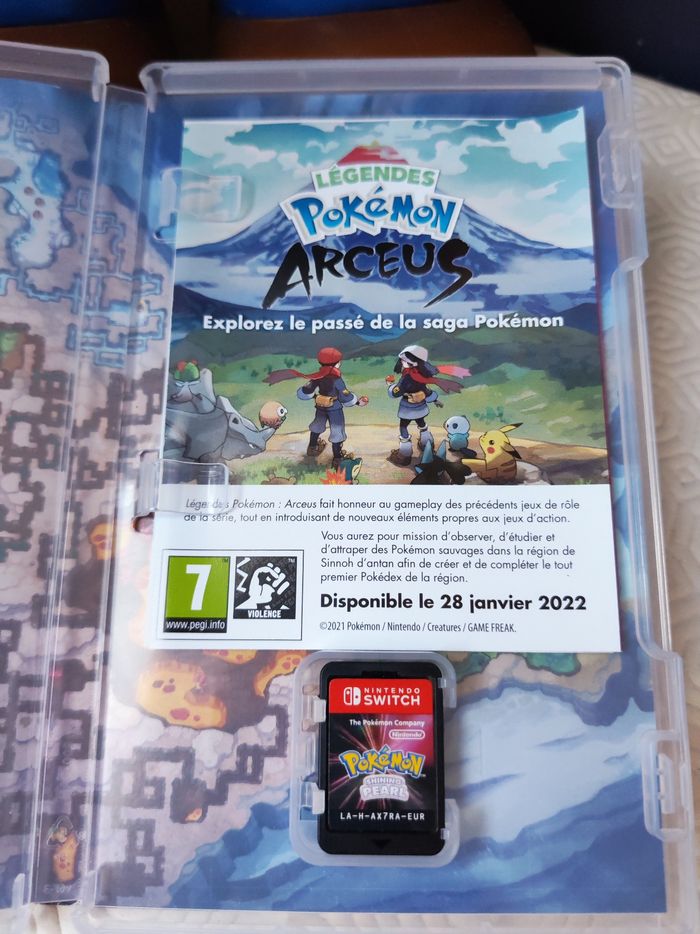 LÉGENDES
POKÉMON
ARCEUS
Explorez le passé de la saga Pokémon
Légendes Pokémon : Arceus fait honneur au gameplay des précédents jeux de rôle
de la série, tout en introduisant de nouveaux éléments propres aux jeux d'action.
Vous aurez pour mission d'observer, d'étudier et
d'attraper des Pokémon sauvages dans la région de
Sinnoh d'antan afin de créer et de compléter le tout
premier Pokédex de la région.
7
TM
www.pegi.info
TM
VIOLENCE
Disponible le 28 janvier 2022
©2021 Pokémon / Nintendo / Creatures / GAME FREAK.
NINTENDO
SWITCH
The Pokémon Company
Nintendo
POKÉMON
SHINING
PEARL
LA-H-AX7RA-EUR